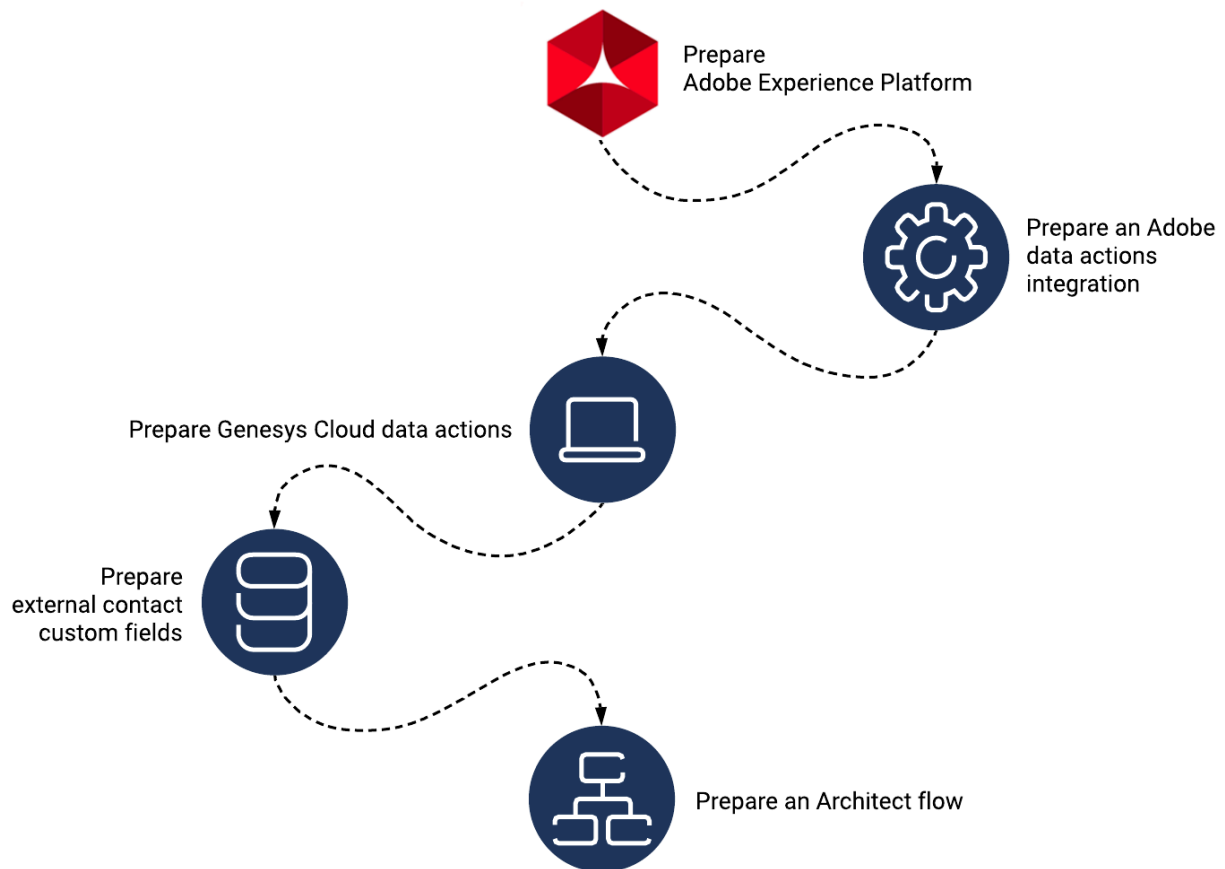 Prepare
Adobe Experience Platform
Prepare an Adobe
data actions
integration
Prepare Genesys Cloud data actions
Prepare
external contact
custom fields
Prepare an Architect flow